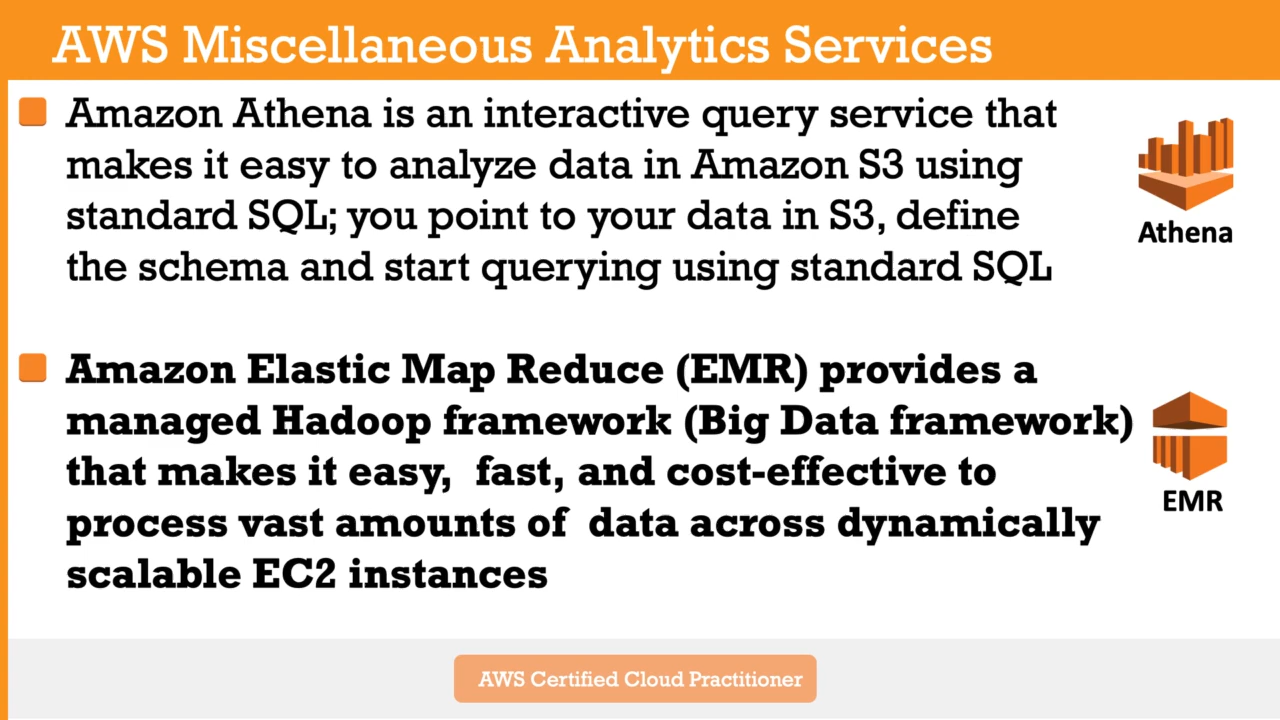 AWS Miscellaneous Analytics Services
Amazon Athena is an interactive query service that
makes it easy to analyze data in Amazon S3 using
standard SQL; you point to your data in S3, define
the schema and start querying using standard SQL
Athena
Amazon Elastic Map Reduce (EMR) provides a
managed Hadoop framework (Big Data framework)
that makes it easy,  fast, and cost-effective to
process vast amounts of  data across dynamically
scalable EC2 instances
EMR
AWS Certified Cloud Practitioner